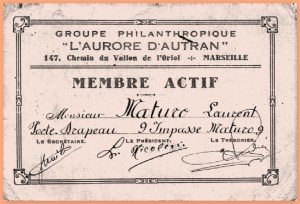 GROUPE PHILANTHROPIQUE
"L'AURORE D'AUTRAN"
147, Chemin du Vallon de l'Oriol -:- MARSEILLE
MEMBRE ACTIF
Monsieur Maturo Laurent
Porte-Drapeau 9 Impasse Maturo, 9
LE SECRÉTAIRE. LE PRÉSIDENT. LE TRÉSORIER.
Nicolini